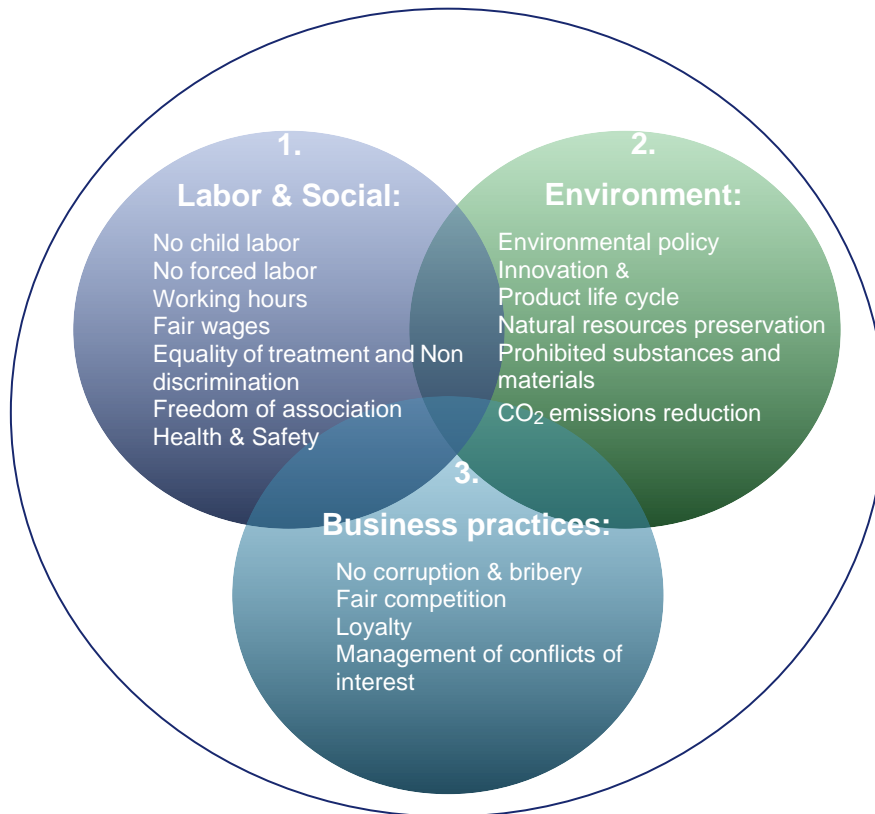 1.
Labor & Social:
No child labor
No forced labor
Working hours
Fair wages
Equality of treatment and Non
discrimination
Freedom of association
Health & Safety
2.
Environment:
Environmental policy
Innovation &
Product life cycle
Natural resources preservation
Prohibited substances and
materials
CO₂ emissions reduction
3.
Business practices:
No corruption & bribery
Fair competition
Loyalty
Management of conflicts of
interest